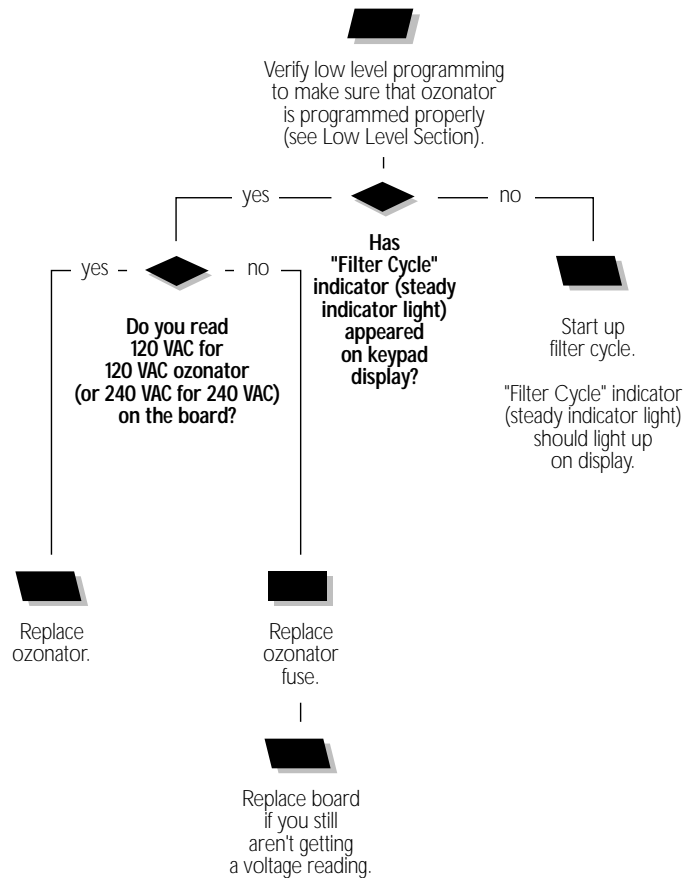 Verify low level programming
to make sure that ozonator
is programmed properly
(see Low Level Section).
yes
no
Has
"Filter Cycle"
indicator (steady
indicator light)
appeared
on keypad
display?
yes
no
Do you read
120 VAC for
120 VAC ozonator
(or 240 VAC for 240 VAC)
on the board?
Start up
filter cycle.
"Filter Cycle" indicator
(steady indicator light)
should light up
on display.
Replace
ozonator.
Replace
ozonator
fuse.
Replace board
if you still
aren't getting
a voltage reading.